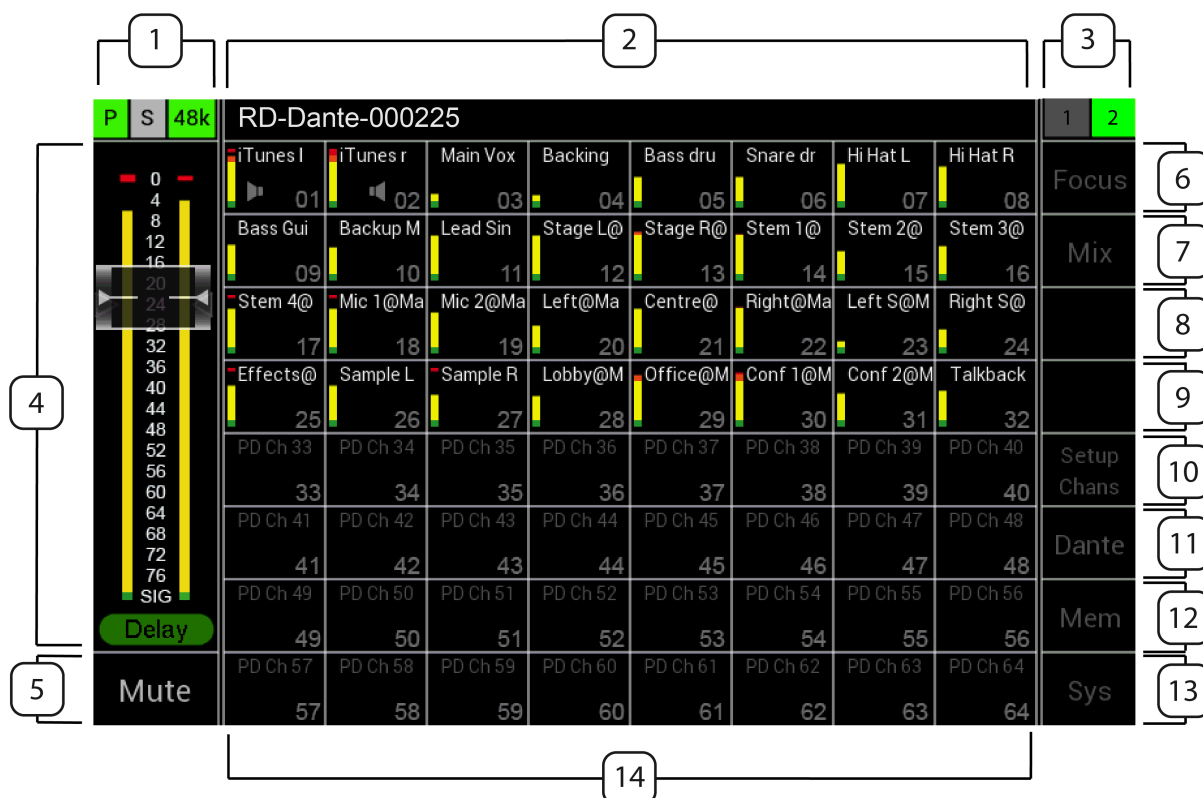 1
2
3
P S 48k
RD-Dante-000225
1 2
iTunes l 01
iTunes r 02
Main Vox 03
Backing 04
Bass dru 05
Snare dr 06
Hi Hat L 07
Hi Hat R 08
Focus
6
Bass Gui 09
Backup M 10
Lead Sin 11
Stage L@ 12
Stage R@ 13
Stem 1@ 14
Stem 2@ 15
Stem 3@ 16
Mix
7
Stem 4@ 17
Mic 1@Ma 18
Mic 2@Ma 19
Left@Ma 20
Centre@ 21
Right@Ma 22
Left S@M 23
Right S@ 24
8
Effects@ 25
Sample L 26
Sample R 27
Lobby@M 28
Office@M 29
Conf 1@M 30
Conf 2@M 31
Talkback 32
9
PD Ch 33 33
PD Ch 34 34
PD Ch 35 35
PD Ch 36 36
PD Ch 37 37
PD Ch 38 38
PD Ch 39 39
PD Ch 40 40
Setup
Chans
10
PD Ch 41 41
PD Ch 42 42
PD Ch 43 43
PD Ch 44 44
PD Ch 45 45
PD Ch 46 46
PD Ch 47 47
PD Ch 48 48
Dante
11
PD Ch 49 49
PD Ch 50 50
PD Ch 51 51
PD Ch 52 52
PD Ch 53 53
PD Ch 54 54
PD Ch 55 55
PD Ch 56 56
Mem
12
PD Ch 57 57
PD Ch 58 58
PD Ch 59 59
PD Ch 60 60
PD Ch 61 61
PD Ch 62 62
PD Ch 63 63
PD Ch 64 64
Sys
13
0
4
8
12
16
20
24
28
32
36
40
44
48
52
56
60
64
68
72
76
SIG
Delay
4
Mute
5
14